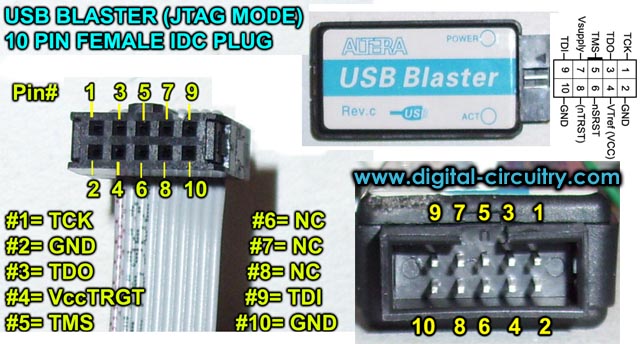 USB BLASTER (JTAG MODE)
10 PIN FEMALE IDC PLUG
Pin# 1 3 5 7 9
2 4 6 8 10
#1= TCK
#2= GND
#3= TDO
#4= VccTRGT
#5= TMS
#6= NC
#7= NC
#8= NC
#9= TDI
#10= GND
ALTERA
POWER
USB Blaster
Rev.c
US
ACT
TDI
Vsupply
TMS
TDO
TCK
9 7 5 3 1
10 8 6 4 2
GND
(nTRST)
nSRST
VTref (VCC)
GND
www.digital-circuitry.com
9 7 5 3 1
10 8 6 4 2